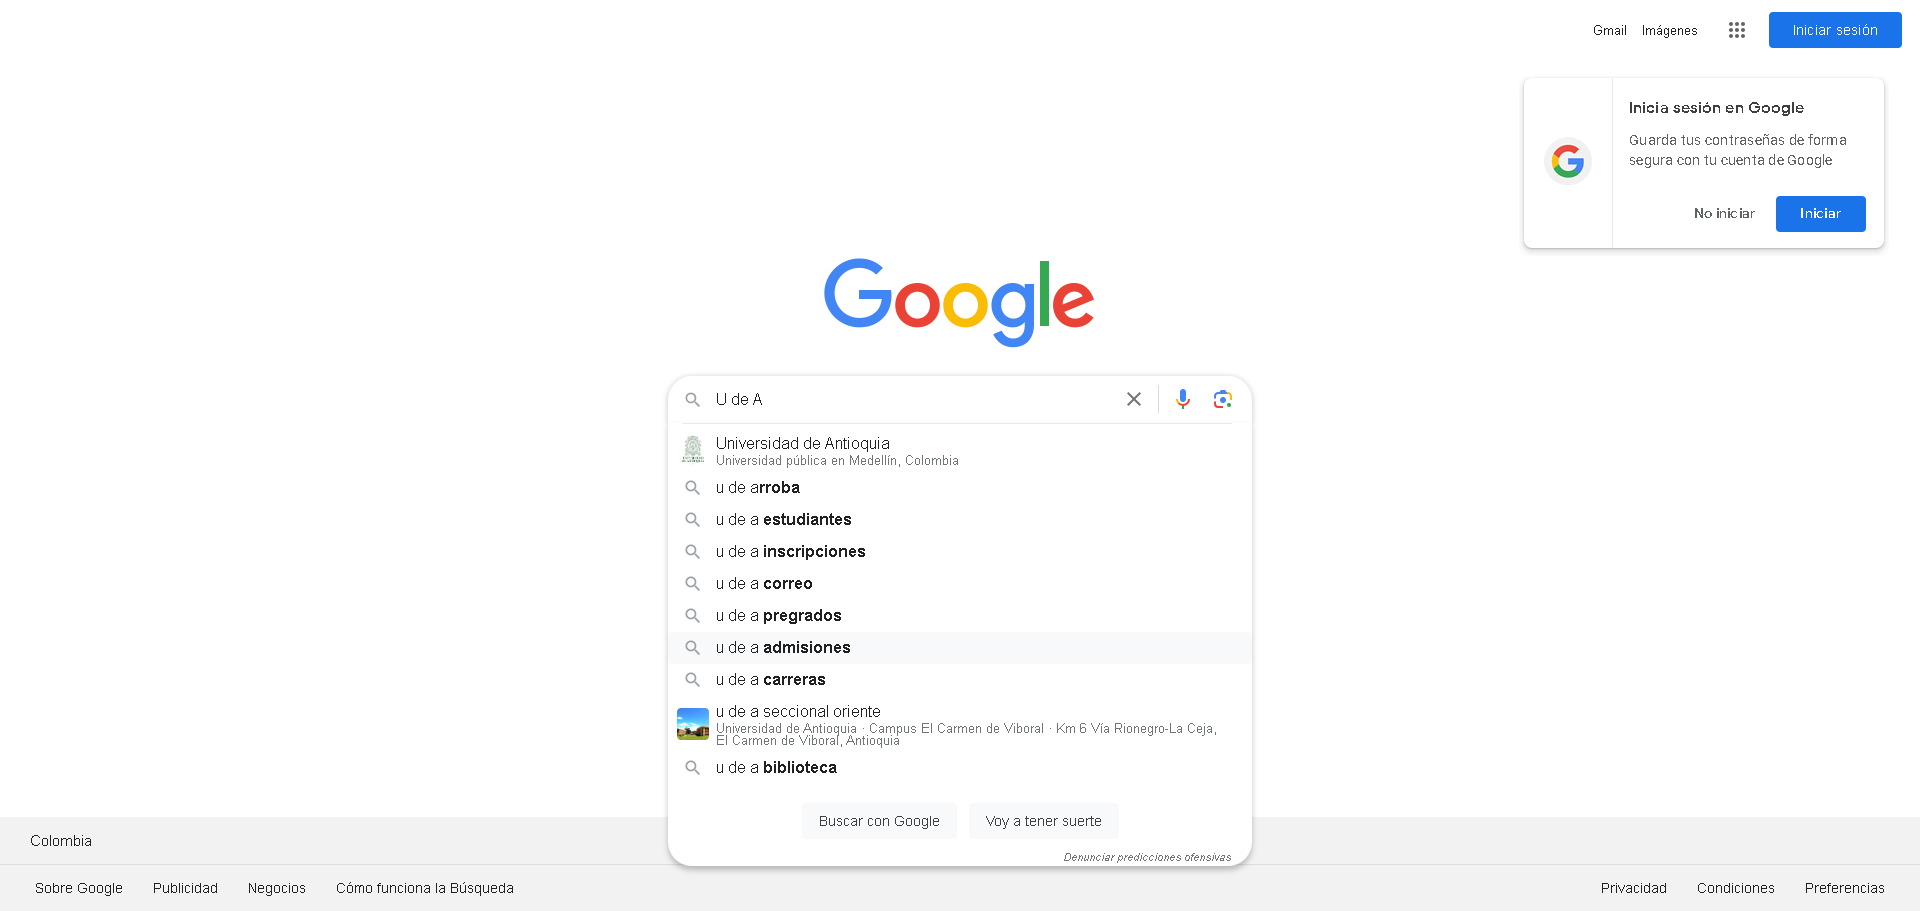 Gmail
Imágenes
Iniciar sesión
Inicia sesión en Google
Guarda tus contraseñas de forma
segura con tu cuenta de Google
No iniciar
Iniciar
Google
U de A
Universidad de Antioquia
Universidad pública en Medellín, Colombia
u de arroba
u de a estudiantes
u de a inscripciones
u de a correo
u de a pregrados
u de a admisiones
u de a carreras
u de a seccional oriente
Universidad de Antioquia · Campus El Carmen de Viboral · Km 6 Vía Rionegro-La Ceja,
El Carmen de Viboral, Antioquia
u de a biblioteca
Buscar con Google
Voy a tener suerte
Denunciar predicciones ofensivas
Colombia
Sobre Google
Publicidad
Negocios
Cómo funciona la Búsqueda
Privacidad
Condiciones
Preferencias